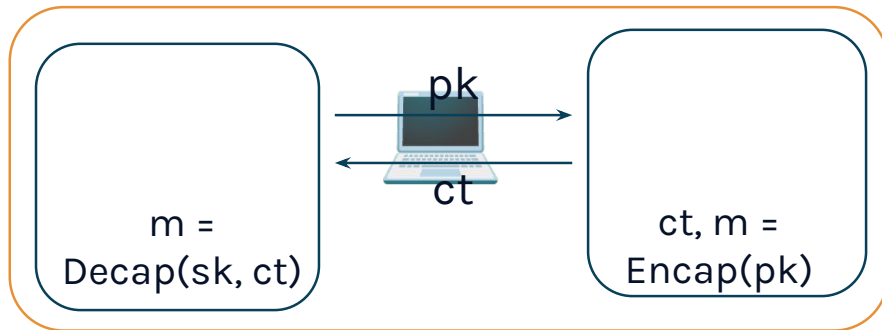 pk
ct
m =
Decap(sk, ct)
ct, m =
Encap(pk)